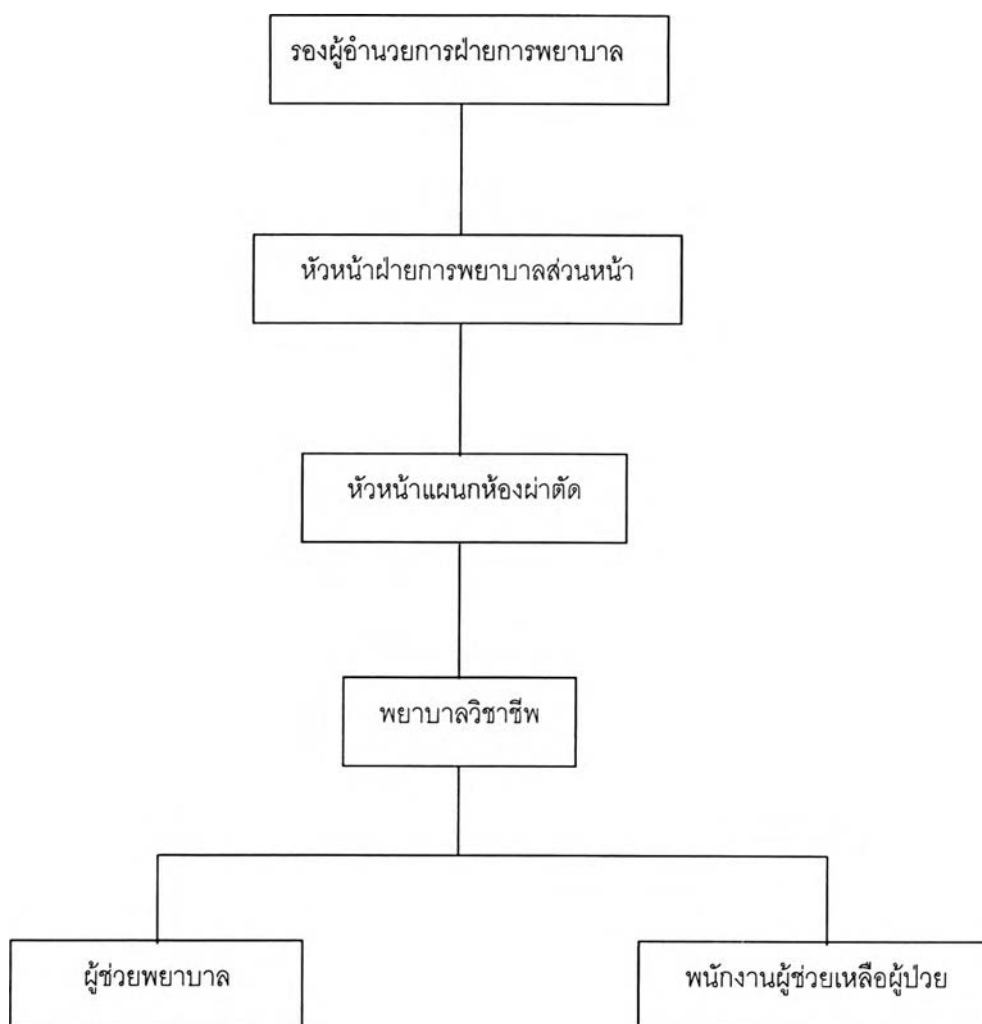 รองผู้อำนวยการฝ่ายการพยาบาล
หัวหน้าฝ่ายการพยาบาลส่วนหน้า
หัวหน้าแผนกห้องผ่าตัด
พยาบาลวิชาชีพ
ผู้ช่วยพยาบาล
พนักงานผู้ช่วยเหลือผู้ป่วย